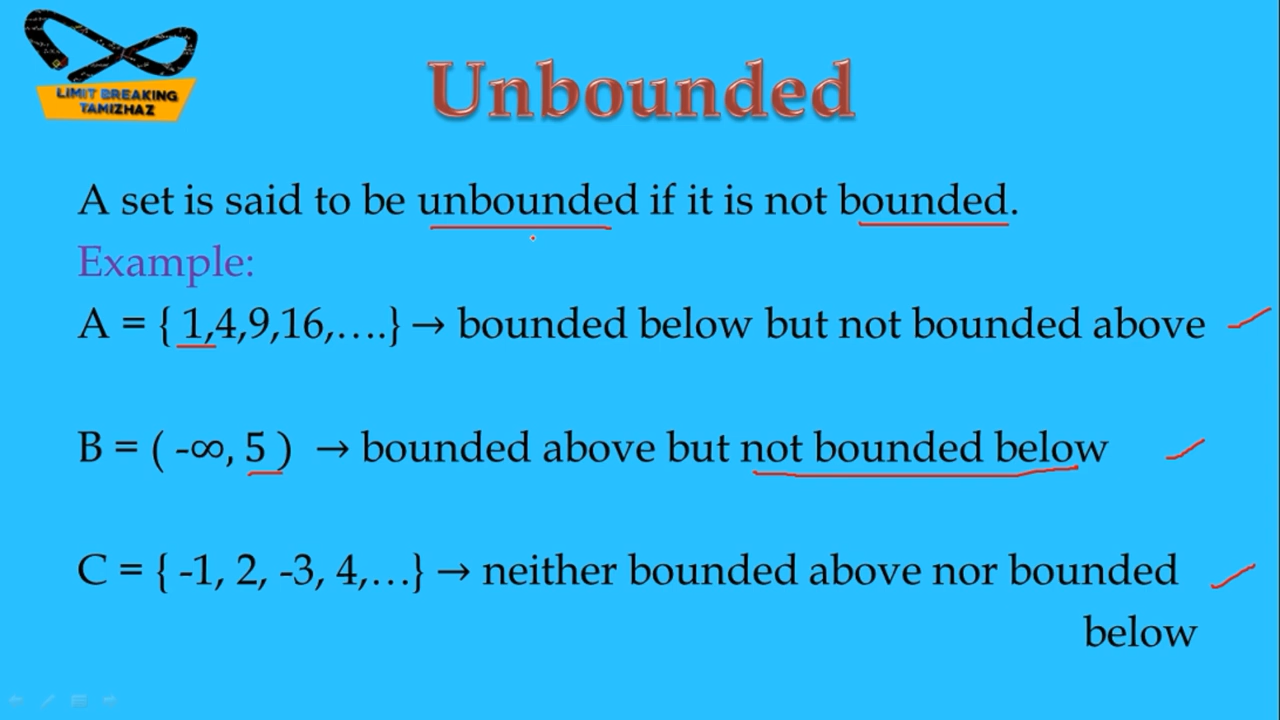 LIMIT BREAKING
TAMIZHAZ
Unbounded
A set is said to be unbounded if it is not bounded.
Example:
A = { 1,4,9,16,….} → bounded below but not bounded above
B = ( -∞, 5 ) → bounded above but not bounded below
C = { -1, 2, -3, 4,…} → neither bounded above nor bounded
below